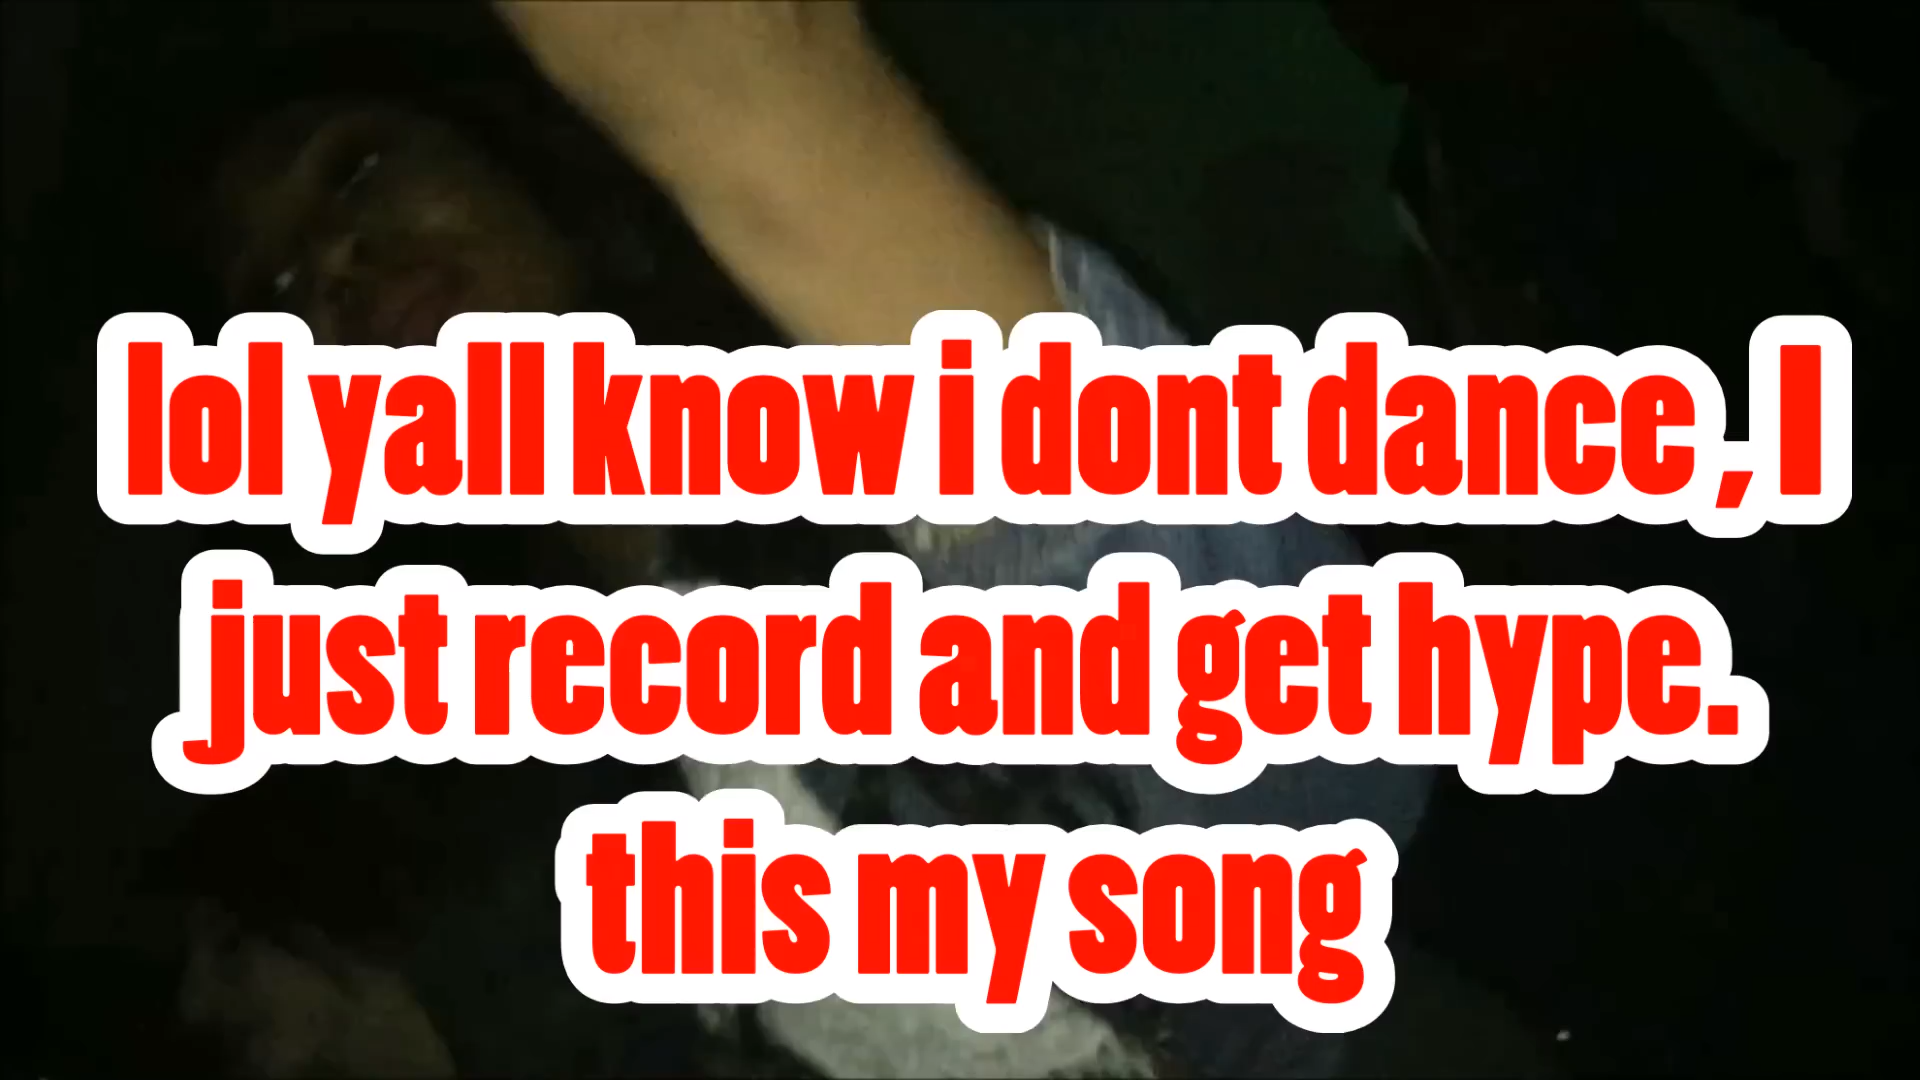 lol yall know i dont dance , I
just record and get hype.
this my song